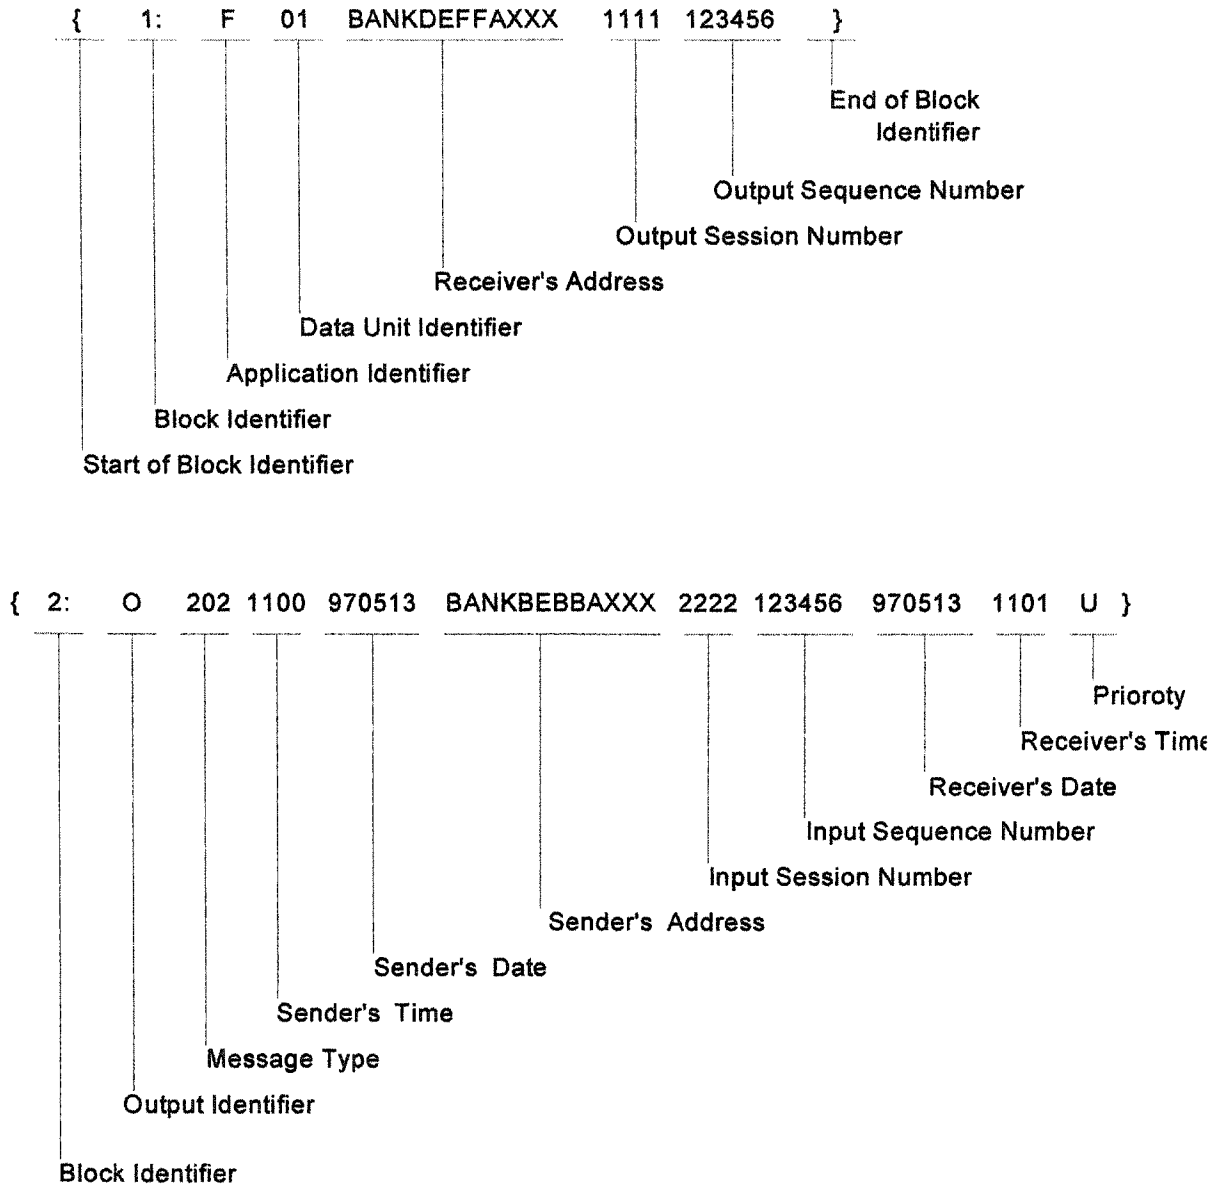 { 1: F 01 BANKDEFFAXXX 1111 123456 }
End of Block
Identifier
Output Sequence Number
Output Session Number
Receiver's Address
Data Unit Identifier
Application Identifier
Block Identifier
Start of Block Identifier
{ 2: O 202 1100 970513 BANKBEBBAXXX 2222 123456 970513 1101 U }
Prioroty
Receiver's Time
Receiver's Date
Input Sequence Number
Input Session Number
Sender's Address
Sender's Date
Sender's Time
Message Type
Output Identifier
Block Identifier